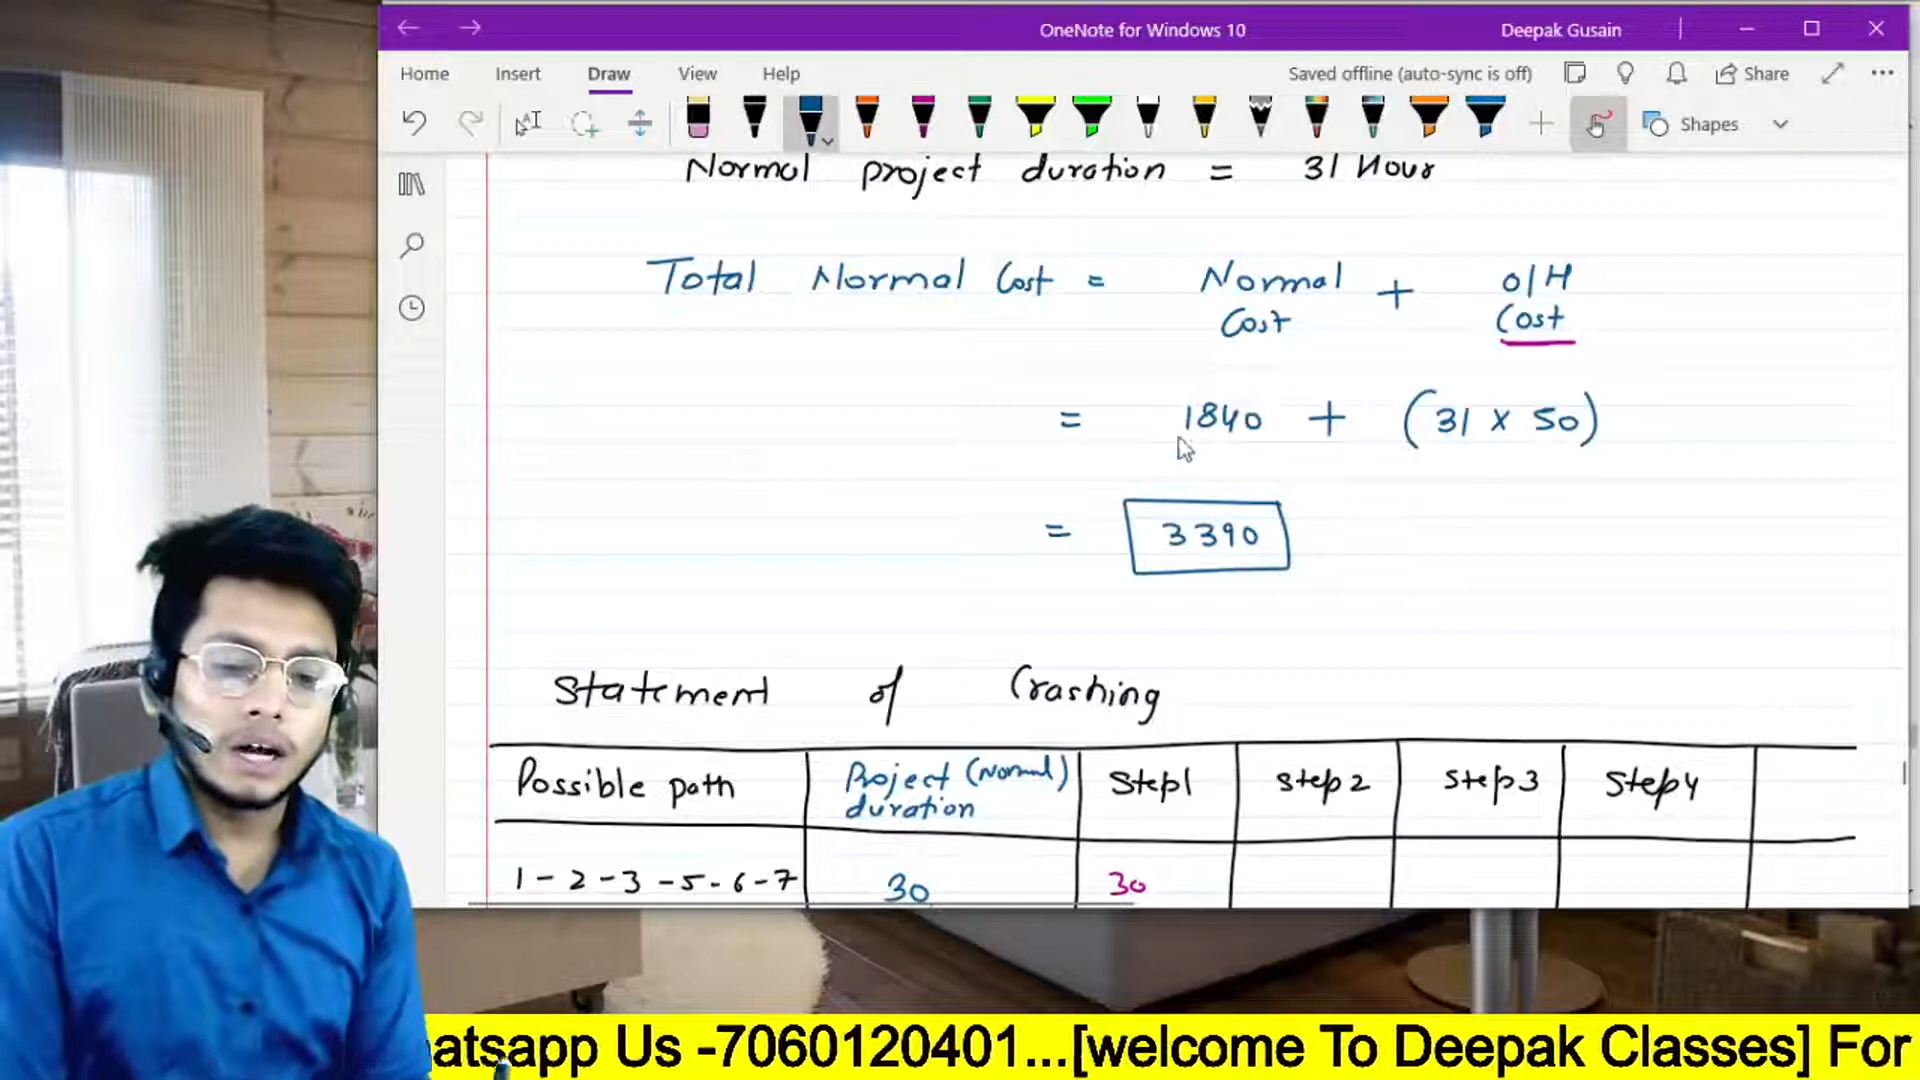 OneNote for Windows 10
Deepak Gusain
Home Insert Draw View Help
Saved offline (auto-sync is off) Share
Shapes
Normal project duration = 31 Hour
Total Normal Cost = Normal Cost + O/H Cost
= 1840 + (31 x 50)
= 3390
Statement of Crashing
Possible path Project (Normal) duration Step1 Step2 Step3 Step4
1-2-3-5-6-7 30 30
hatsapp Us -7060120401...[welcome To Deepak Classes] For